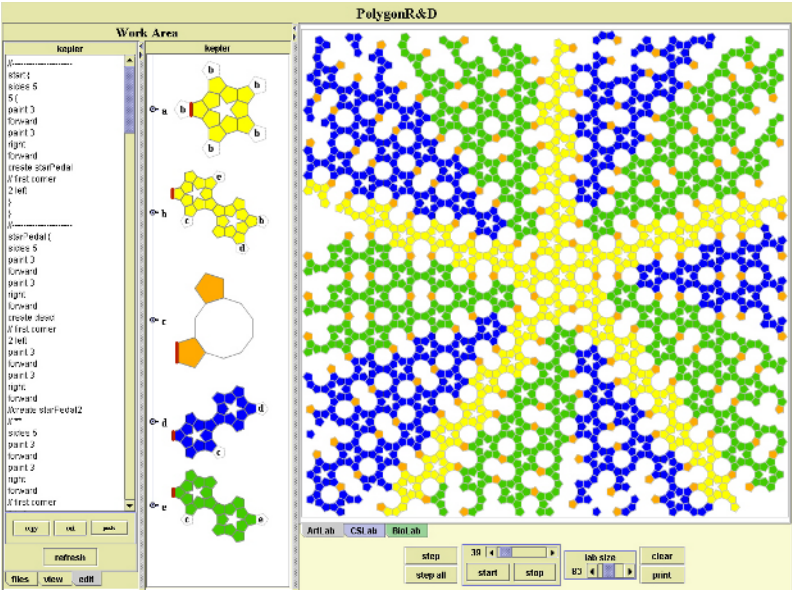 PolygonR&D
Work Area
kepler
kepler
//--------------------
start {
sides 5
5 {
paint 3
forward
paint 3
right
forward
create starPedal
// first corner
2 left
}
}
//--------------------
starPedal {
sides 5
paint 3
forward
paint 3
right
forward
create dead
// first corner
2 left
paint 3
forward
paint 3
right
forward
//create starPedal2
//***
sides 5
paint 3
forward
forward
paint 3
right
forward
// first corner
copy
cut
refresh
files
view
edit
a
b
b
b
b
b
b
e
c
b
d
c
d
d
c
e
c
e
ArtLab
CSLab
BioLab
step
step all
39
start
stop
lab size
83
clear
print